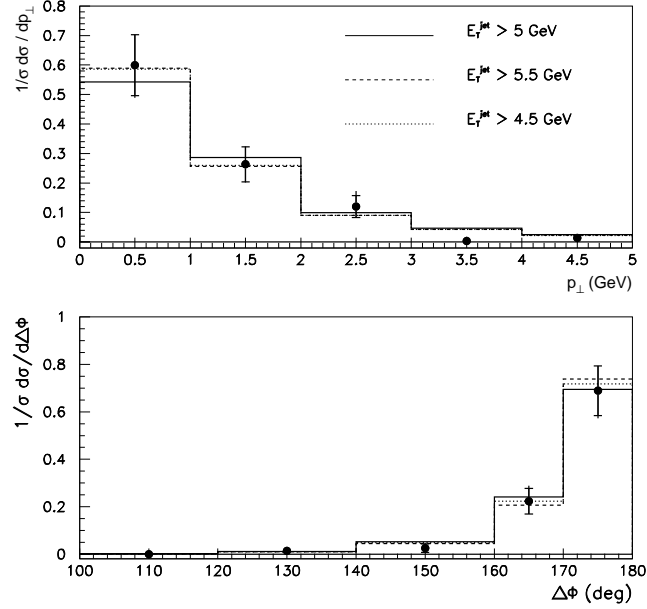 1/σ dσ / dp⊥
0.8
0.7
0.6
0.5
0.4
0.3
0.2
0.1
0
E_T^jet > 5 GeV
E_T^jet > 5.5 GeV
E_T^jet > 4.5 GeV
0 0.5 1 1.5 2 2.5 3 3.5 4 4.5 5
p⊥ (GeV)
1/σ dσ/dΔΦ
1
0.8
0.6
0.4
0.2
0
100 110 120 130 140 150 160 170 180
ΔΦ (deg)